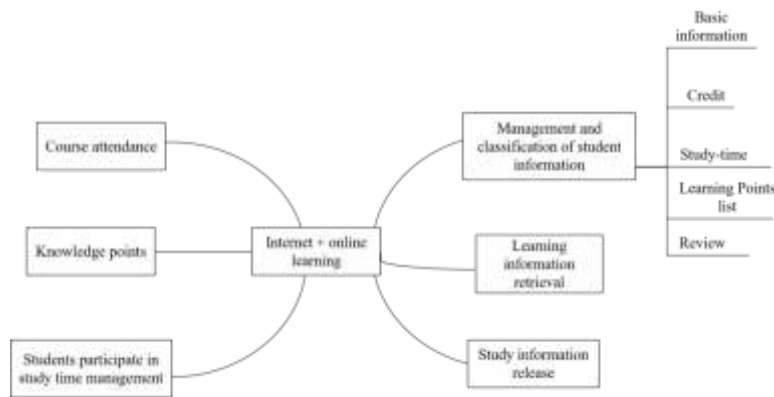 Basic
information
Credit
Course attendance
Management and
classification of student
information
Study-time
Learning Points
list
Knowledge points
Internet + online
learning
Learning
information
retrieval
Review
Students participate in
study time management
Study information
release